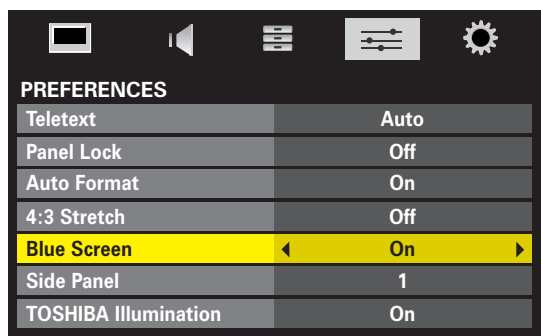 PREFERENCES
Teletext Auto
Panel Lock Off
Auto Format On
4:3 Stretch Off
Blue Screen On
Side Panel 1
TOSHIBA Illumination On